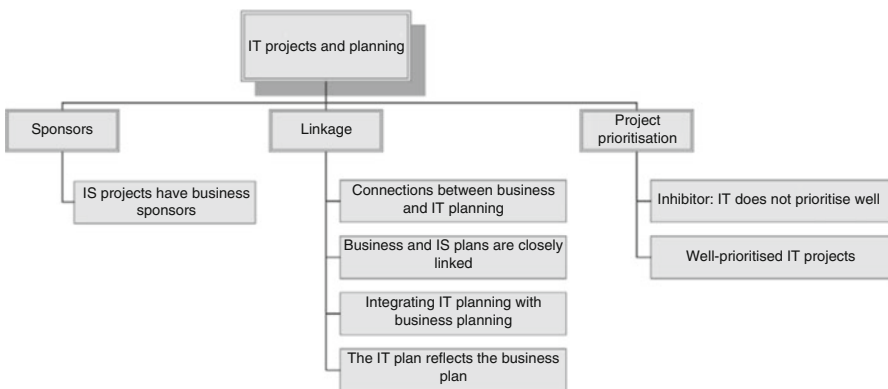 IT projects and planning
Sponsors
Linkage
Project
prioritisation
IS projects have business
sponsors
Connections between business
and IT planning
Business and IS plans are closely
linked
Integrating IT planning with
business planning
The IT plan reflects the business
plan
Inhibitor: IT does not prioritise well
Well-prioritised IT projects